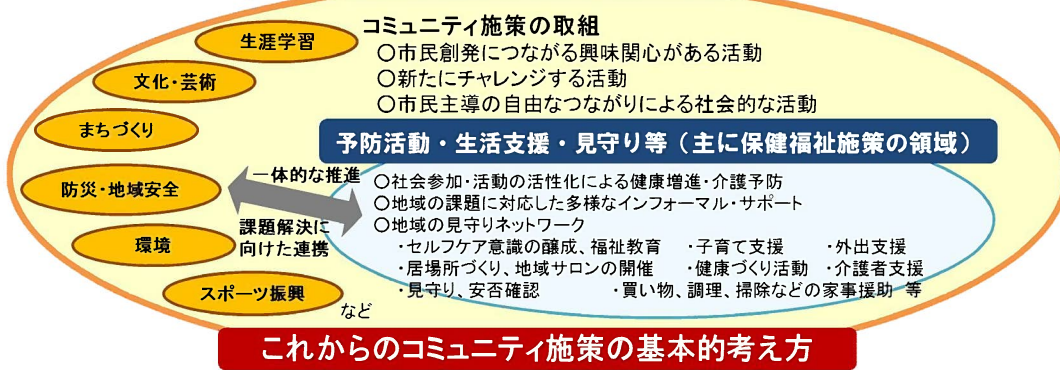 コミュニティ施策の取組
○市民創発につながる興味関心がある活動
○新たにチャレンジする活動
○市民主導の自由なつながりによる社会的な活動
生涯学習
文化・芸術
まちづくり
防災・地域安全
環境
スポーツ振興
など
一体的な推進
課題解決に
向けた連携
予防活動・生活支援・見守り等（主に保健福祉施策の領域）
○社会参加・活動の活性化による健康増進・介護予防
○地域の課題に対応した多様なインフォーマル・サポート
○地域の見守りネットワーク
・セルフケア意識の醸成、福祉教育 ・子育て支援 ・外出支援
・居場所づくり、地域サロンの開催 ・健康づくり活動 ・介護者支援
・見守り、安否確認 ・買い物、調理、掃除などの家事援助 等
これからのコミュニティ施策の基本的考え方